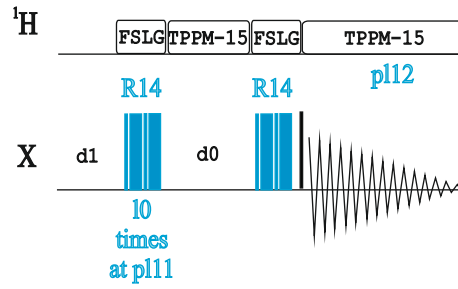 1H
FSLG TPPM-15 FSLG TPPM-15
R14 R14 pl12
X d1 d0
l0
times
at pl11